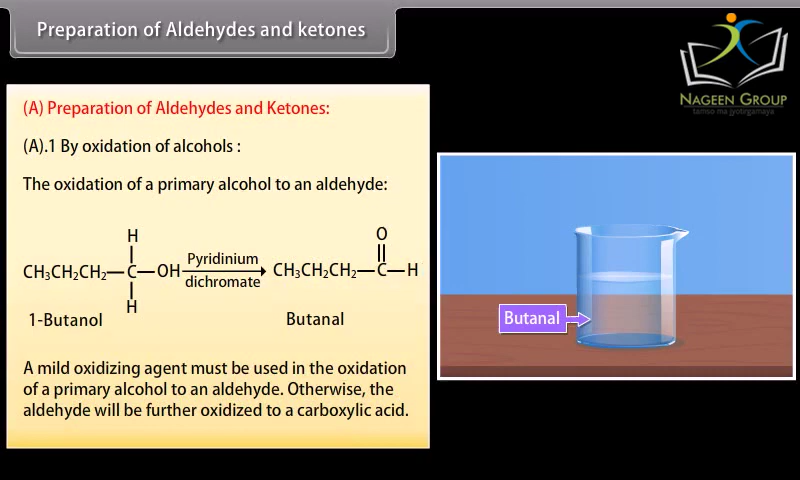 Preparation of Aldehydes and ketones
NAGEEN GROUP
tamso ma jyotirgamaya
(A) Preparation of Aldehydes and Ketones:
(A).1 By oxidation of alcohols :
The oxidation of a primary alcohol to an aldehyde:
H
CH₃CH₂CH₂—C—OH
H
Pyridinium
dichromate
O
CH₃CH₂CH₂—C—H
1-Butanol
Butanal
A mild oxidizing agent must be used in the oxidation
of a primary alcohol to an aldehyde. Otherwise, the
aldehyde will be further oxidized to a carboxylic acid.
Butanal